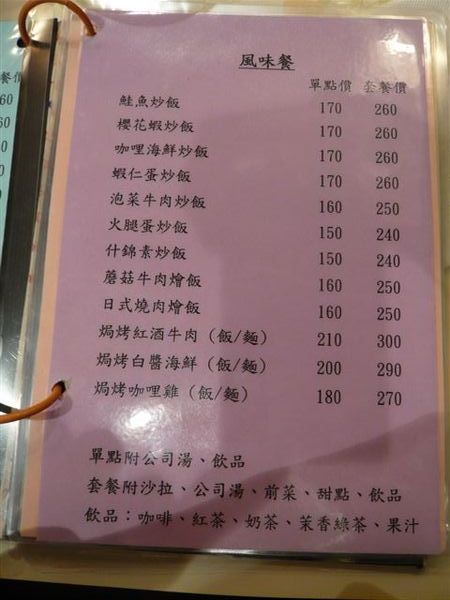 風味餐
單點價 套餐價
鮭魚炒飯 170 260
櫻花蝦炒飯 170 260
咖哩海鮮炒飯 170 260
蝦仁蛋炒飯 170 260
泡菜牛肉炒飯 160 250
火腿蛋炒飯 150 240
什錦素炒飯 150 240
蘑菇牛肉燴飯 160 250
日式燒肉燴飯 160 250
焗烤紅酒牛肉(飯/麵) 210 300
焗烤白醬海鮮(飯/麵) 200 290
焗烤咖哩雞(飯/麵) 180 270
單點附公司湯、飲品
套餐附沙拉、公司湯、前菜、甜點、飲品
飲品:咖啡、紅茶、奶茶、茉香綠茶、果汁